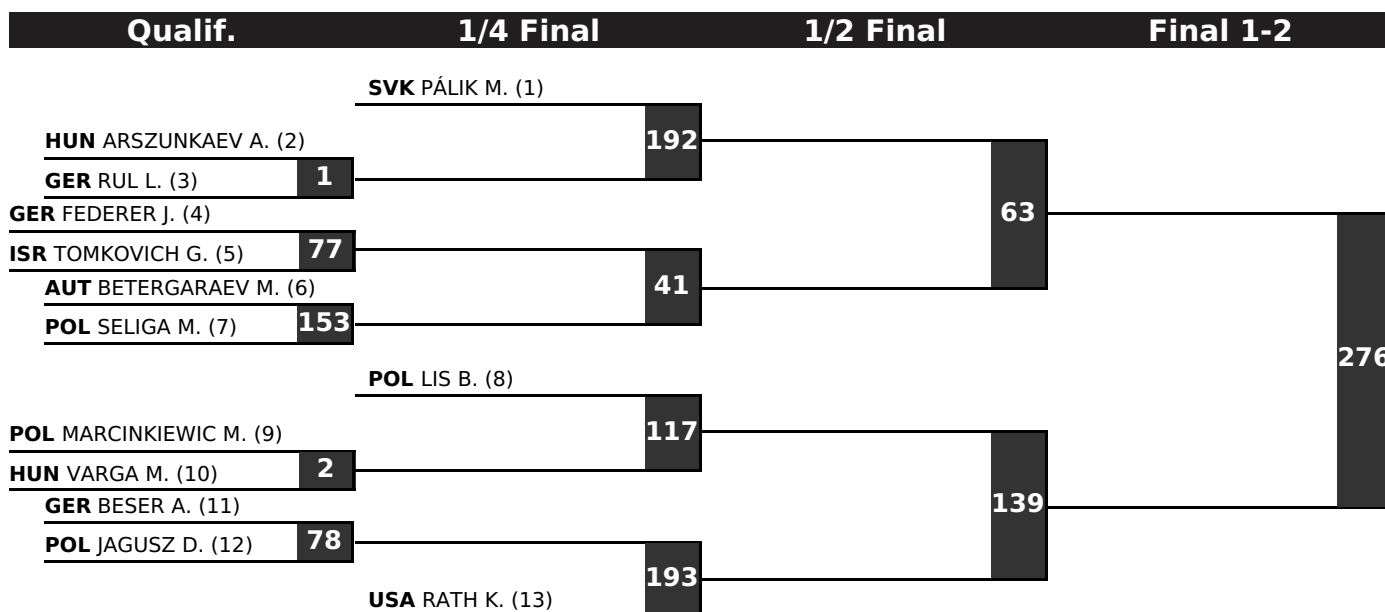 Qualif. 1/4 Final 1/2 Final Final 1-2
SVK PÁLIK M. (1)
192
HUN ARSZUNKAEV A. (2)
1
GER RUL L. (3)
GER FEDERER J. (4)
63
77
ISR TOMKOVICH G. (5)
41
AUT BETERGARAEV M. (6)
153
POL SELIGA M. (7)
276
POL LIS B. (8)
117
POL MARCINKIEWIC M. (9)
2
HUN VARGA M. (10)
GER BESER A. (11)
139
78
POL JAGUSZ D. (12)
193
USA RATH K. (13)